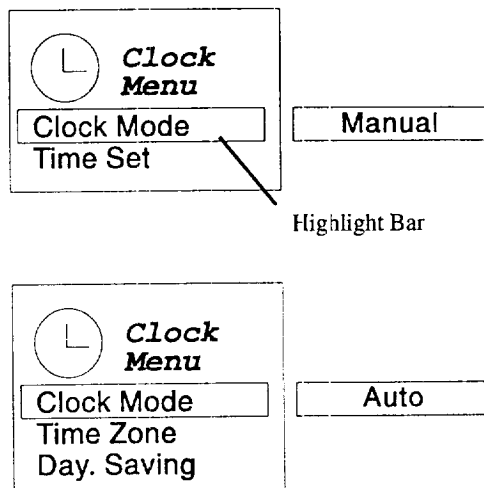 Clock
Menu
Clock Mode
Manual
Time Set
Highlight Bar
Clock
Menu
Clock Mode
Auto
Time Zone
Day. Saving